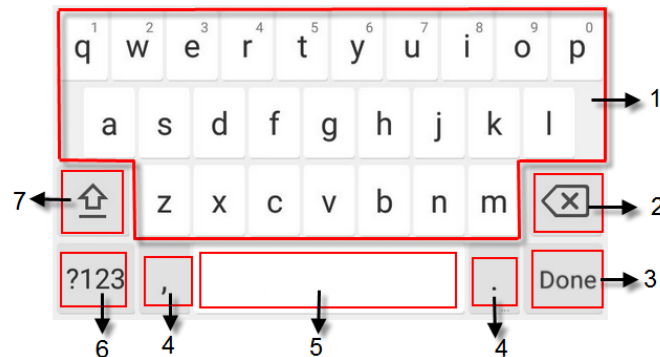 1 2 3 4 5 6 7 8 9 0
q w e r t y u i o p
1
a s d f g h j k l
7
z x c v b n m
2
?123 , . Done
3
...
6 4 5 4